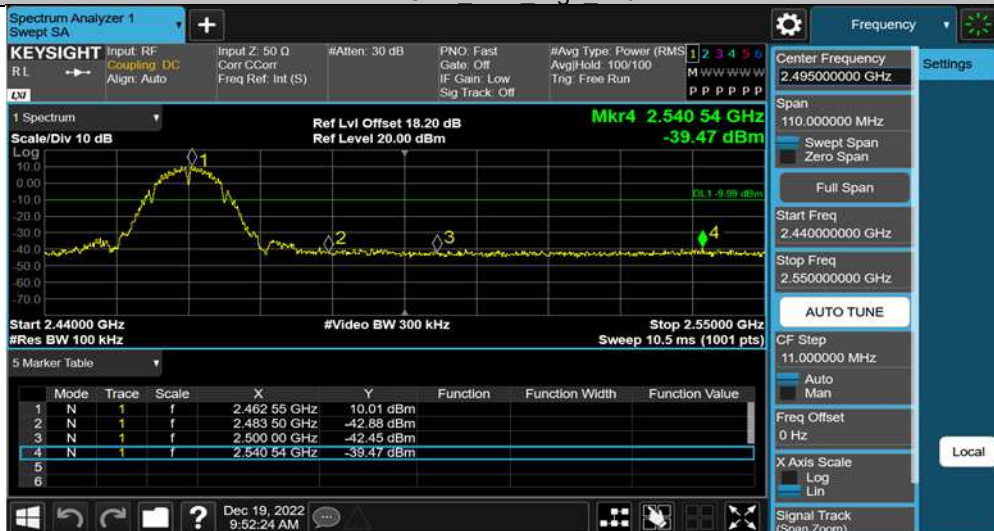 Spectrum Analyzer 1
Swept SA
+
Frequency
KEYSIGHT
RL
LXI
Input: RF
Coupling: DC
Align: Auto
Input Z: 50 Ω
Corr CCorr
Freq Ref: Int (S)
#Atten: 30 dB
PNO: Fast
Gate: Off
IF Gain: Low
Sig Track: Off
#Avg Type: Power (RMS
Avg|Hold: 100/100
Trig: Free Run
1 2 3 4 5 6
M W W W W W
P P P P P P
Center Frequency
2.495000000 GHz
Settings
Span
110.000000 MHz
Swept Span
Zero Span
Full Span
Start Freq
2.440000000 GHz
Stop Freq
2.550000000 GHz
AUTO TUNE
CF Step
11.000000 MHz
Auto
Man
Freq Offset
0 Hz
X Axis Scale
Log
Lin
Signal Track
(Span Zoom)
Local
1 Spectrum
Scale/Div 10 dB
Ref Lvl Offset 18.20 dB
Ref Level 20.00 dBm
Mkr4 2.540 54 GHz
-39.47 dBm
Log
10.0
0.00
-10.0
-20.0
-30.0
-40.0
-50.0
-60.0
-70.0
1
2
3
4
DL1 -9.99 dBm
Start 2.44000 GHz
#Res BW 100 kHz
#Video BW 300 kHz
Stop 2.55000 GHz
Sweep 10.5 ms (1001 pts)
5 Marker Table
Mode Trace Scale X Y Function Function Width Function Value
1 N 1 f 2.462 55 GHz 10.01 dBm
2 N 1 f 2.483 50 GHz -42.88 dBm
3 N 1 f 2.500 00 GHz -42.45 dBm
4 N 1 f 2.540 54 GHz -39.47 dBm
5
6
?
Dec 19, 2022
9:52:24 AM